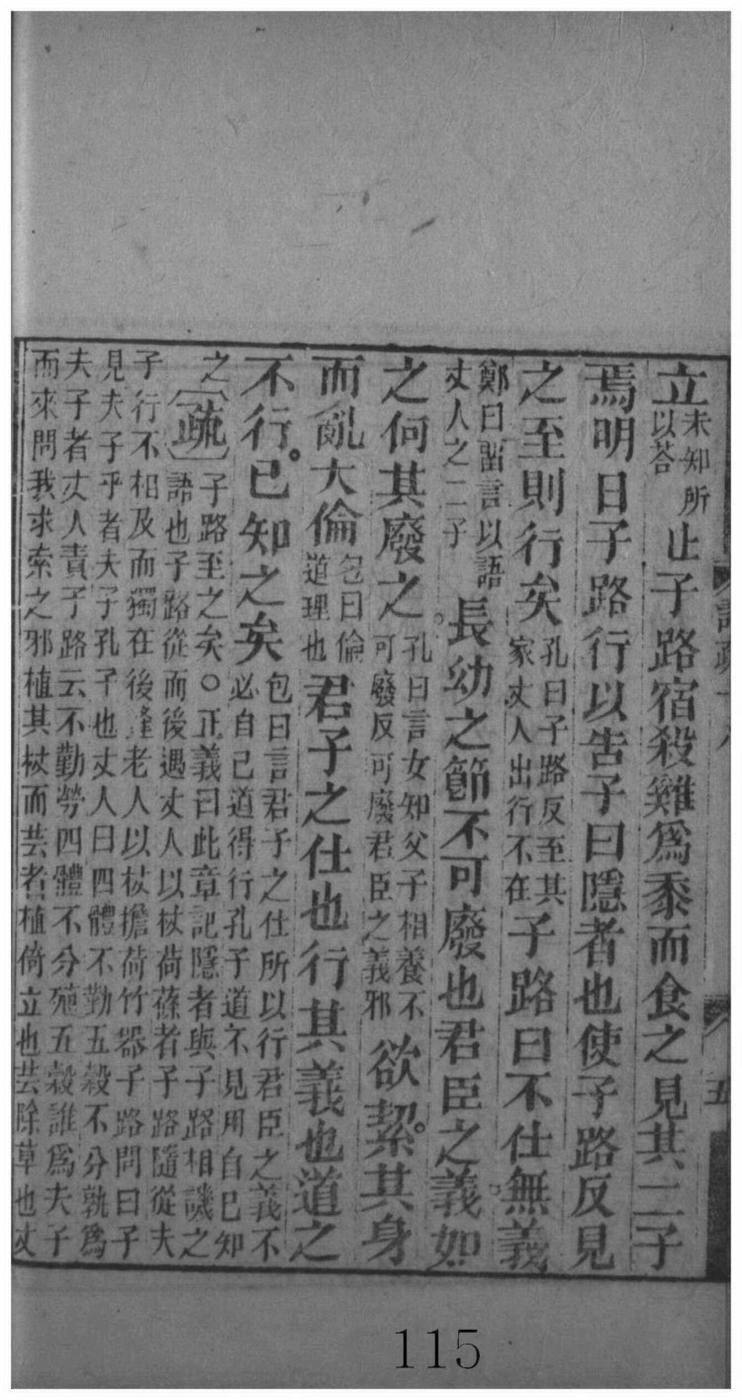 立未知所以荅止子路宿殺雞爲黍而食之見其二子
焉明日子路行以告子曰隱者也使子路反見
之至則行矣孔曰子路反至其家丈人出行不在子路曰不仕無義
鄭曰留言以語丈人之二子長幼之節不可廢也君臣之義如
之何其廢之孔曰言女知父子相養不可廢反可廢君臣之義邪欲絜其身
而亂大倫包曰倫道理也君子之仕也行其義也道之
不行已知之矣包曰言君子之仕所以行君臣之義不必自己道得行孔子道不見用自已知
之疏子路至之矣○正義曰此章記隱者與子路相譏之語也子路從而後遇丈人以杖荷蓧者子路隨從夫
子行不相及而獨在後逢老人以杖擔荷竹器子路問曰子
見夫子乎者夫子孔子也丈人曰四體不勤五穀不分孰爲
夫子者丈人責子路云不勤勞四體不分殖五穀誰爲夫子
而來問我求索之邪植其杖而芸者植倚立也芸除草也丈
五
115